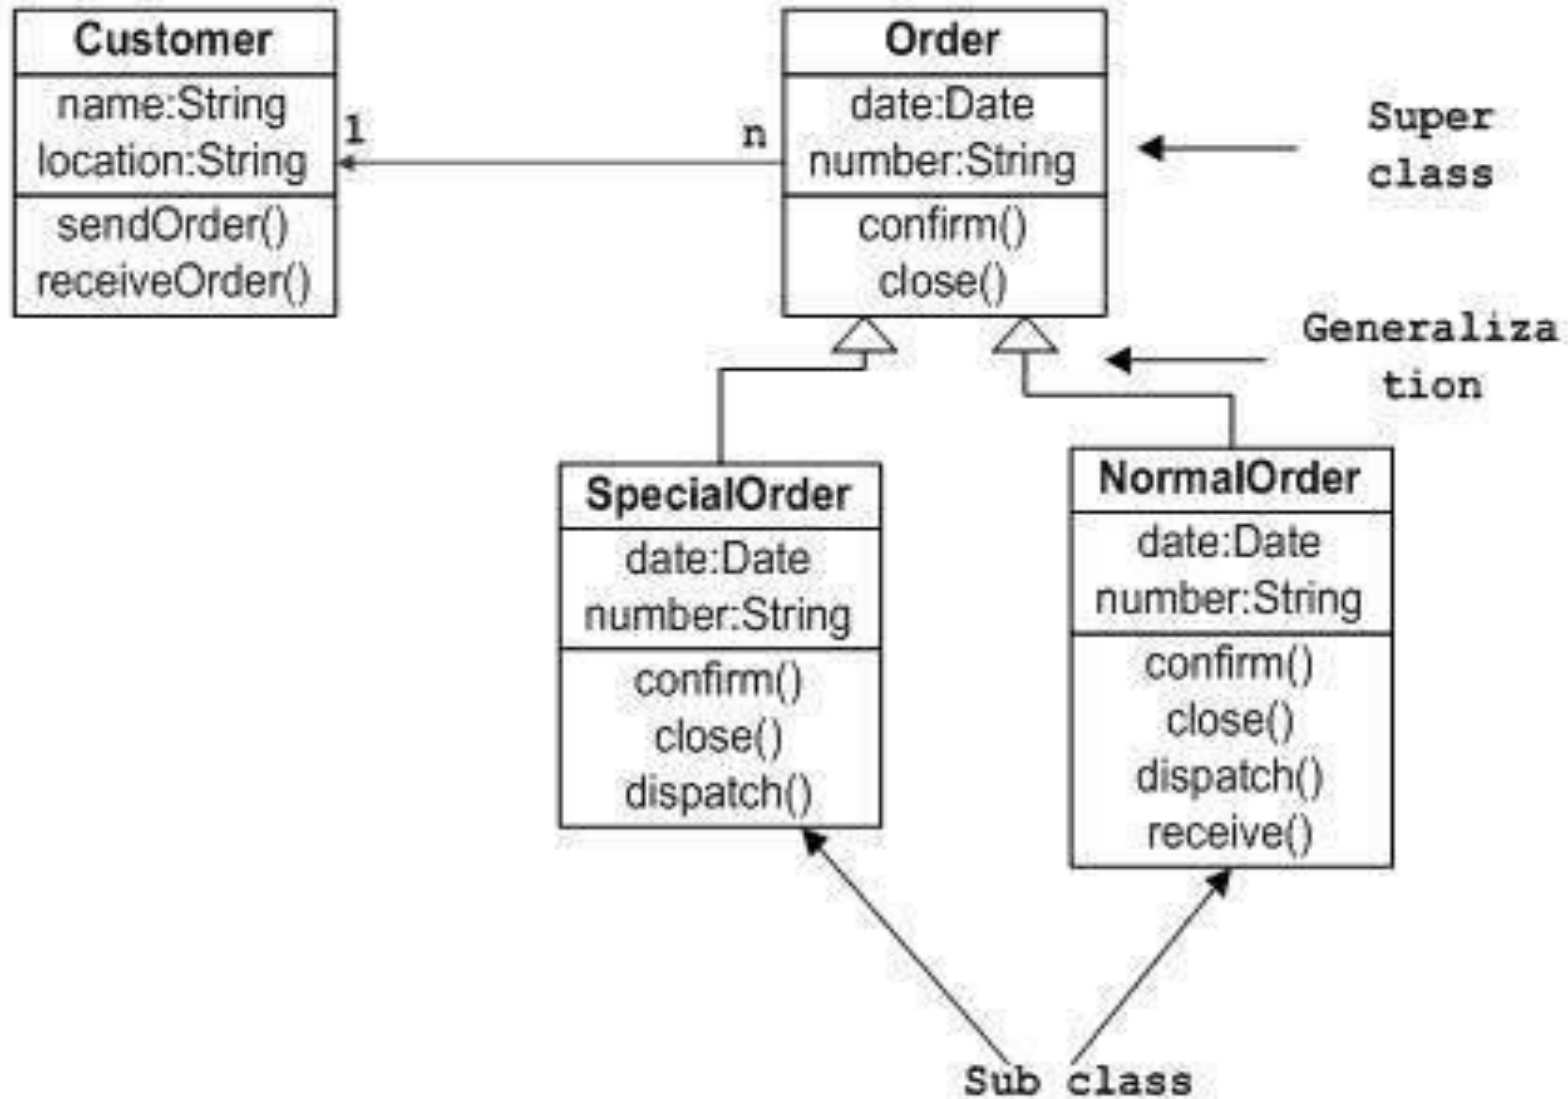 Customer
name:String
location:String
sendOrder()
receiveOrder()
1
n
Order
date:Date
number:String
confirm()
close()
Super
class
Generaliza
tion
SpecialOrder
date:Date
number:String
confirm()
close()
dispatch()
NormalOrder
date:Date
number:String
confirm()
close()
dispatch()
receive()
Sub class